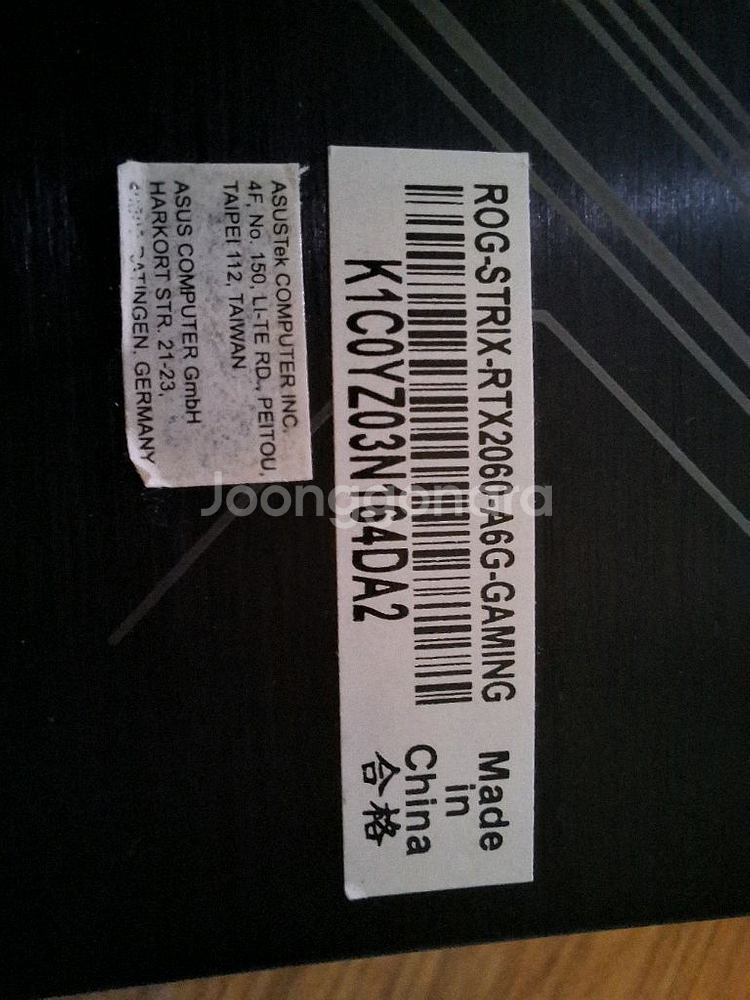 ROG-STRIX-RTX2060-A6G-GAMING
K1C0YZ03N164DA2
Made
in
China
合格
ASUSTek COMPUTER INC.
4F, No. 150, LI-TE RD., PEITOU,
TAIPEI 112, TAIWAN
ASUS COMPUTER GmbH
HARKORT STR. 21-23,
RATINGEN, GERMANY
Joongonara